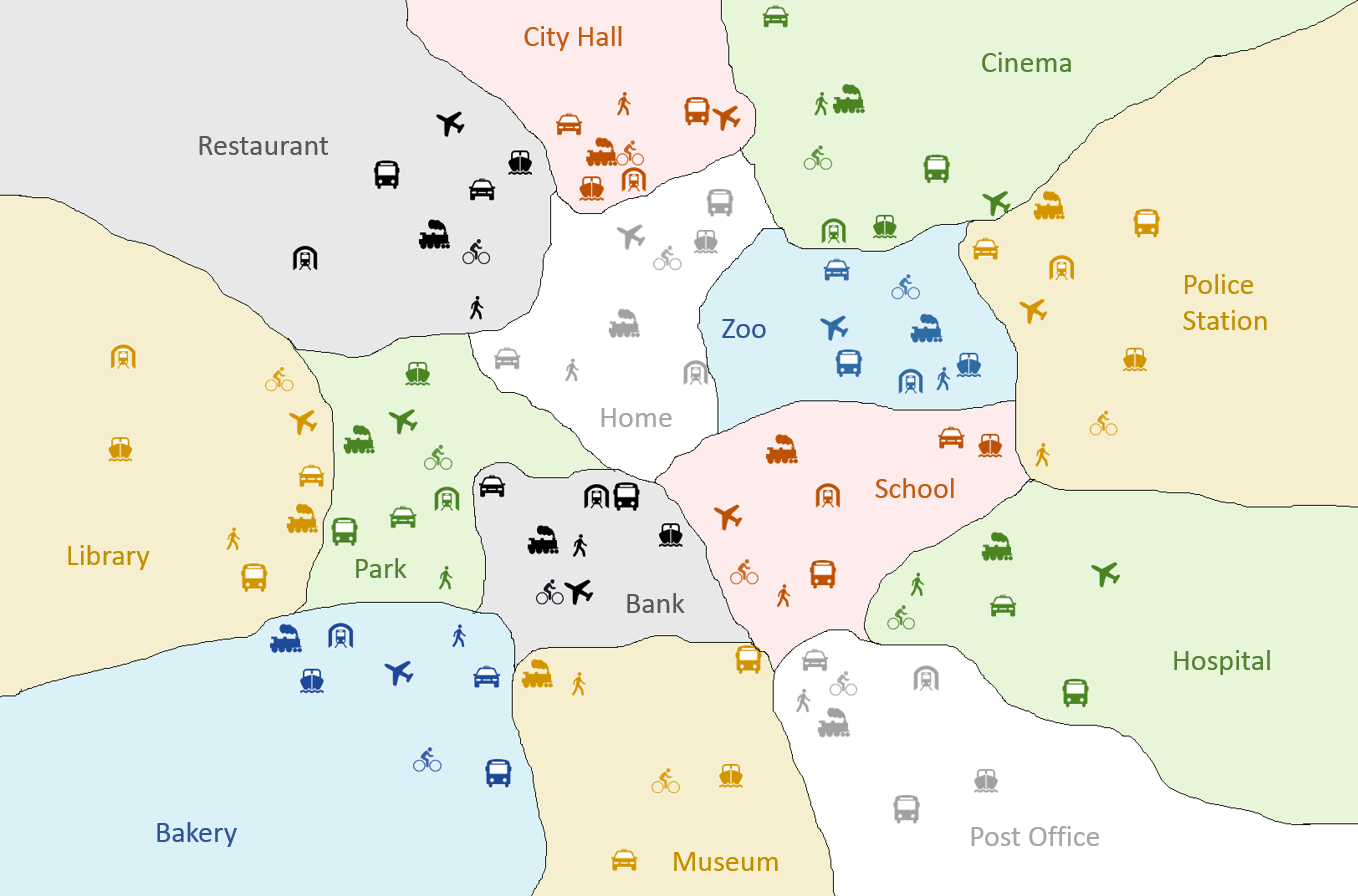 City Hall
Cinema
Restaurant
Police
Station
Zoo
Home
School
Library
Park
Bank
Hospital
Bakery
Museum
Post Office